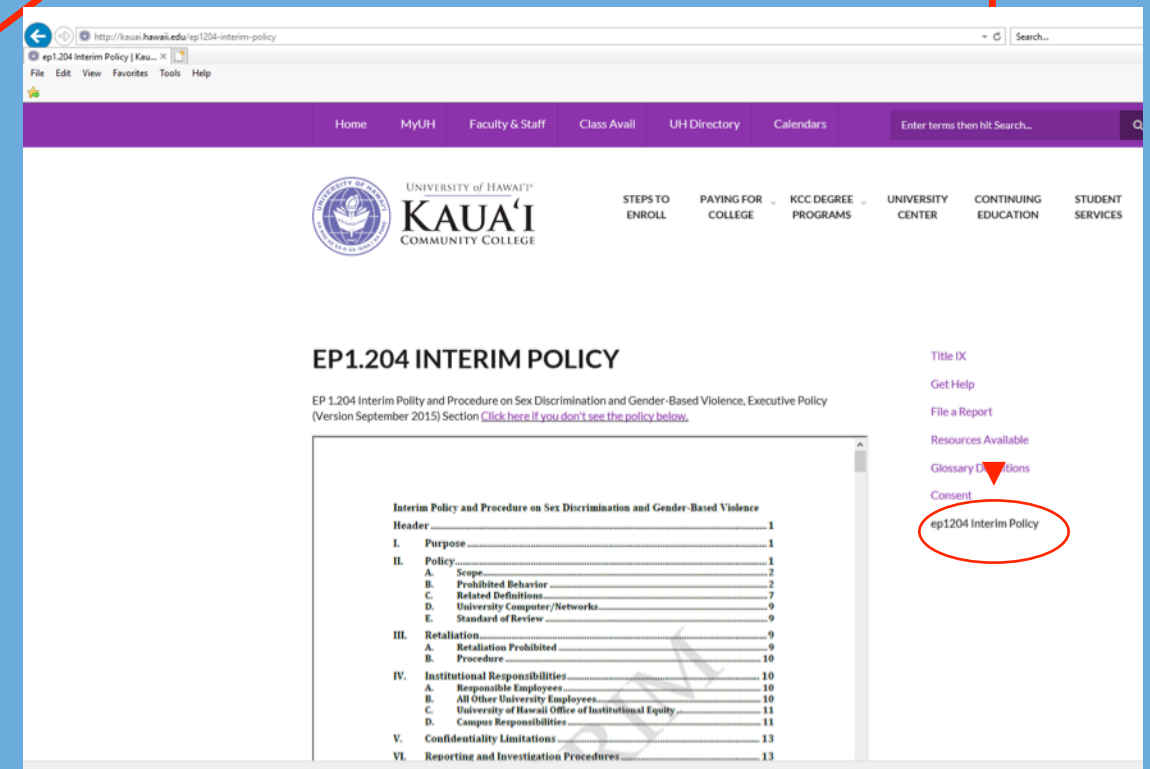 http://kauai.hawaii.edu/ep1204-interim-policy
Search...
ep1.204 Interim Policy | Kau...
File Edit View Favorites Tools Help
Home MyUH Faculty & Staff Class Avail UH Directory Calendars Enter terms then hit Search...
UNIVERSITY of HAWAIʻI®
KAUAʻI
COMMUNITY COLLEGE
STEPS TO ENROLL
PAYING FOR COLLEGE
KCC DEGREE PROGRAMS
UNIVERSITY CENTER
CONTINUING EDUCATION
STUDENT SERVICES
EP1.204 INTERIM POLICY
EP 1.204 Interim Polity and Procedure on Sex Discrimination and Gender-Based Violence, Executive Policy
(Version September 2015) Section Click here if you don't see the policy below.
Interim Policy and Procedure on Sex Discrimination and Gender-Based Violence
Header 1
I. Purpose 1
II. Policy 1
A. Scope 2
B. Prohibited Behavior 2
C. Related Definitions 7
D. University Computer/Networks 9
E. Standard of Review 9
III. Retaliation 9
A. Retaliation Prohibited 9
B. Procedure 10
IV. Institutional Responsibilities 10
A. Responsible Employees 10
B. All Other University Employees 10
C. University of Hawaii Office of Institutional Equity 11
D. Campus Responsibilities 11
V. Confidentiality Limitations 13
VI. Reporting and Investigation Procedures 13
Title IX
Get Help
File a Report
Resources Available
Glossary
Consent
ep1204 Interim Policy